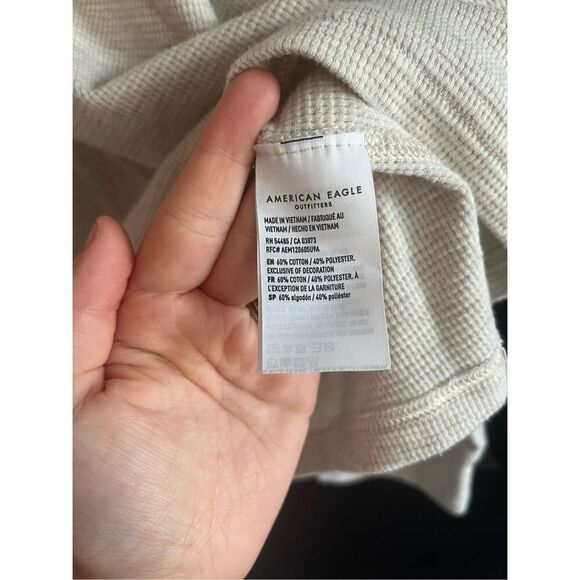 AMERICAN EAGLE
OUTFITTERS
MADE IN VIETNAM / FABRIQUÉ AU
VIETNAM / HECHO EN VIETNAM
RN 54485 / CA 03873
RFC# AEM120605U9A
EN 60% COTTON / 40% POLYESTER.
EXCLUSIVE OF DECORATION
FR 60% COTON / 40% POLYESTER. À
L'EXCEPTION DE LA GARNITURE
SP 60% algodón / 40% poliéster